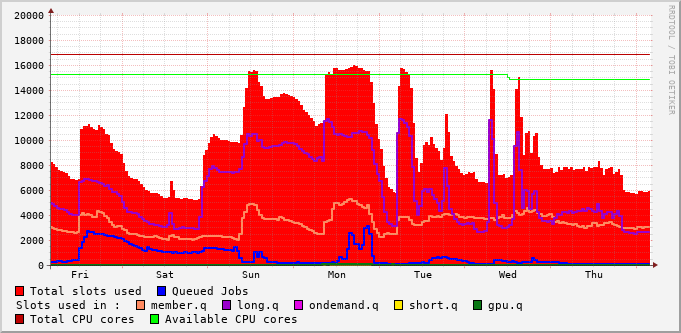 20000
18000
16000
14000
12000
10000
8000
6000
4000
2000
0
Fri Sat Sun Mon Tue Wed Thu
RRDTOOL / TOBI OETIKER
Total slots used Queued Jobs
Slots used in : member.q long.q ondemand.q short.q gpu.q
Total CPU cores Available CPU cores